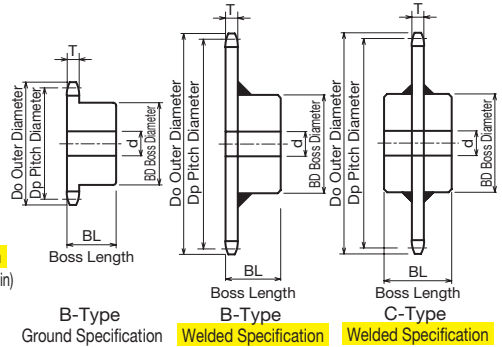 T
Do Outer Diameter
Dp Pitch Diameter
d
BD Boss Diameter
BL
Boss Length
B-Type
Ground Specification
T
Do Outer Diameter
Dp Pitch Diameter
d
BD Boss Diameter
BL
Boss Length
B-Type
Welded Specification
T
Do Outer Diameter
Dp Pitch Diameter
d
BD Boss Diameter
BL
Boss Length
C-Type
Welded Specification
in)